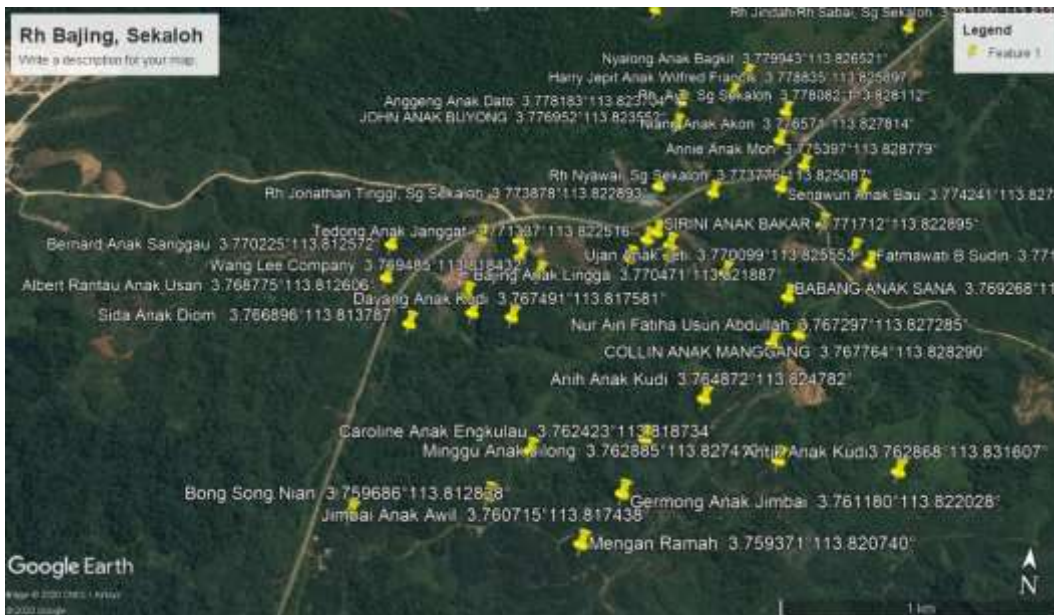 Rh Bajing, Sekaloh
Write a description for your map.
Legend
Feature 1
Rh Jindah/Rh Sabai, Sg Sekaloh
Nyalong Anak Bagkit 3.779943°113.826521°
Harry Jepit Anak Wilfred Francis 3.778835°113.825897
Anggeng Anak Dato 3.778183°
Sg Sekaloh 3.778082°113.828112°
JOHN ANAK BUYONG 3.776952°113.823552°
Anak Akon 3.776571°113.827814°
Annie Anak Moh 3.775397°113.828779°
Rh Nyawai, Sg Sekaloh 3.773776°113.825087°
Rh Jonathan Tinggi, Sg Sekaloh 3.773878°113.822893°
Senawun Anak Bau 3.774241°113.827
Tedong Anak Janggat 3.771337°113.822516°
SIRINI ANAK BAKAR 3.771712°113.822895°
Bernard Anak Sanggau 3.770225°113.812572°
Ujan Anak 3.770099°113.825553°
Fatmawati B Sudin 3.771
Wang Lee Company 3.769485°
Bajing Anak Lingga 3.770471°113.821887°
Albert Rantau Anak Usan 3.768775°113.812606°
BABANG ANAK SANA 3.769268°11
Dayang Anak Kudi 3.767491°113.817581°
Sida Anak Diom 3.766896°113.813787°
Nur Ain Fatiha Usun Abdullah 3.767297°113.827285°
COLLIN ANAK MANGGANG 3.767764°113.828290°
Anih Anak Kudi 3.764872°113.824782°
Caroline Anak Engkulau 3.762423°113.818734
Minggu Anak 3.762885°113.82747
Anak Kudi 3.762868°113.831607°
Bong Song Nian 3.759686°113.812838°
Germong Anak Jimbai 3.761180°113.822028°
Jimbai Anak Awil 3.760715°113.817438°
Mengan Ramah 3.759371°113.820740°
Google Earth
N
1 km
© 2020 Google